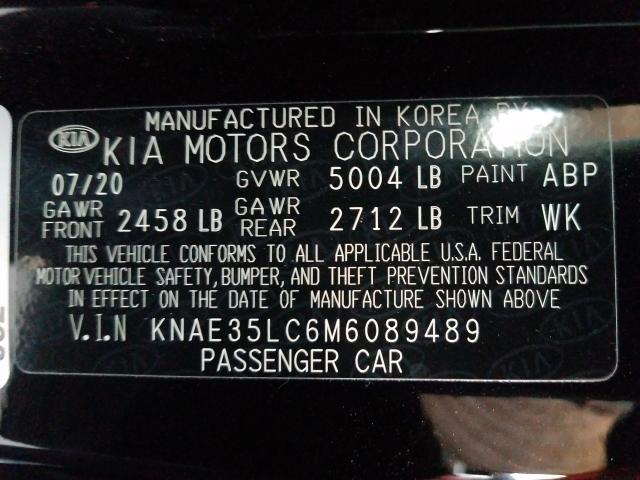 MANUFACTURED IN KOREA BY
KIA KIA MOTORS CORPORATION
07/20 GVWR 5004 LB PAINT ABP
GAWR FRONT 2458 LB GAWR REAR 2712 LB TRIM WK
THIS VEHICLE CONFORMS TO ALL APPLICABLE U.S.A. FEDERAL
MOTOR VEHICLE SAFETY, BUMPER, AND THEFT PREVENTION STANDARDS
IN EFFECT ON THE DATE OF MANUFACTURE SHOWN ABOVE
V.I.N KNAE35LC6M6089489
PASSENGER CAR